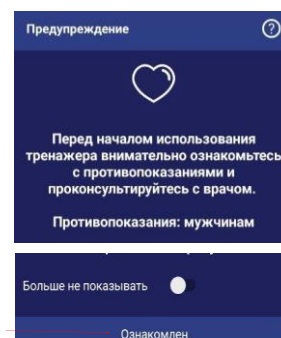 Предупреждение
Перед началом использования
тренажера внимательно ознакомьтесь
с противопоказаниями и
проконсультируйтесь с врачом.
Противопоказания: мужчинам
Больше не показывать
Ознакомлен